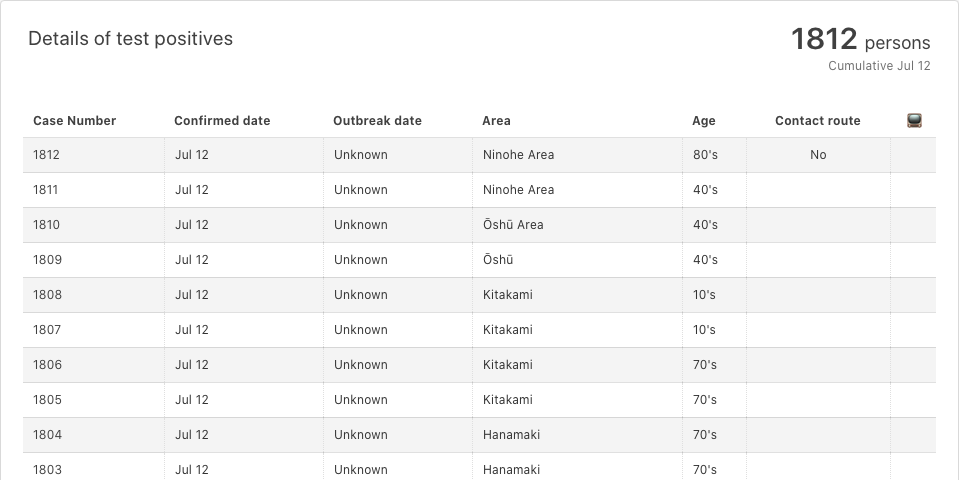 Details of test positives
1812 persons
Cumulative Jul 12
Case Number Confirmed date Outbreak date Area Age Contact route
1812 Jul 12 Unknown Ninohe Area 80's No
1811 Jul 12 Unknown Ninohe Area 40's
1810 Jul 12 Unknown Ōshū Area 40's
1809 Jul 12 Unknown Ōshū 40's
1808 Jul 12 Unknown Kitakami 10's
1807 Jul 12 Unknown Kitakami 10's
1806 Jul 12 Unknown Kitakami 70's
1805 Jul 12 Unknown Kitakami 70's
1804 Jul 12 Unknown Hanamaki 70's
1803 Jul 12 Unknown Hanamaki 70's